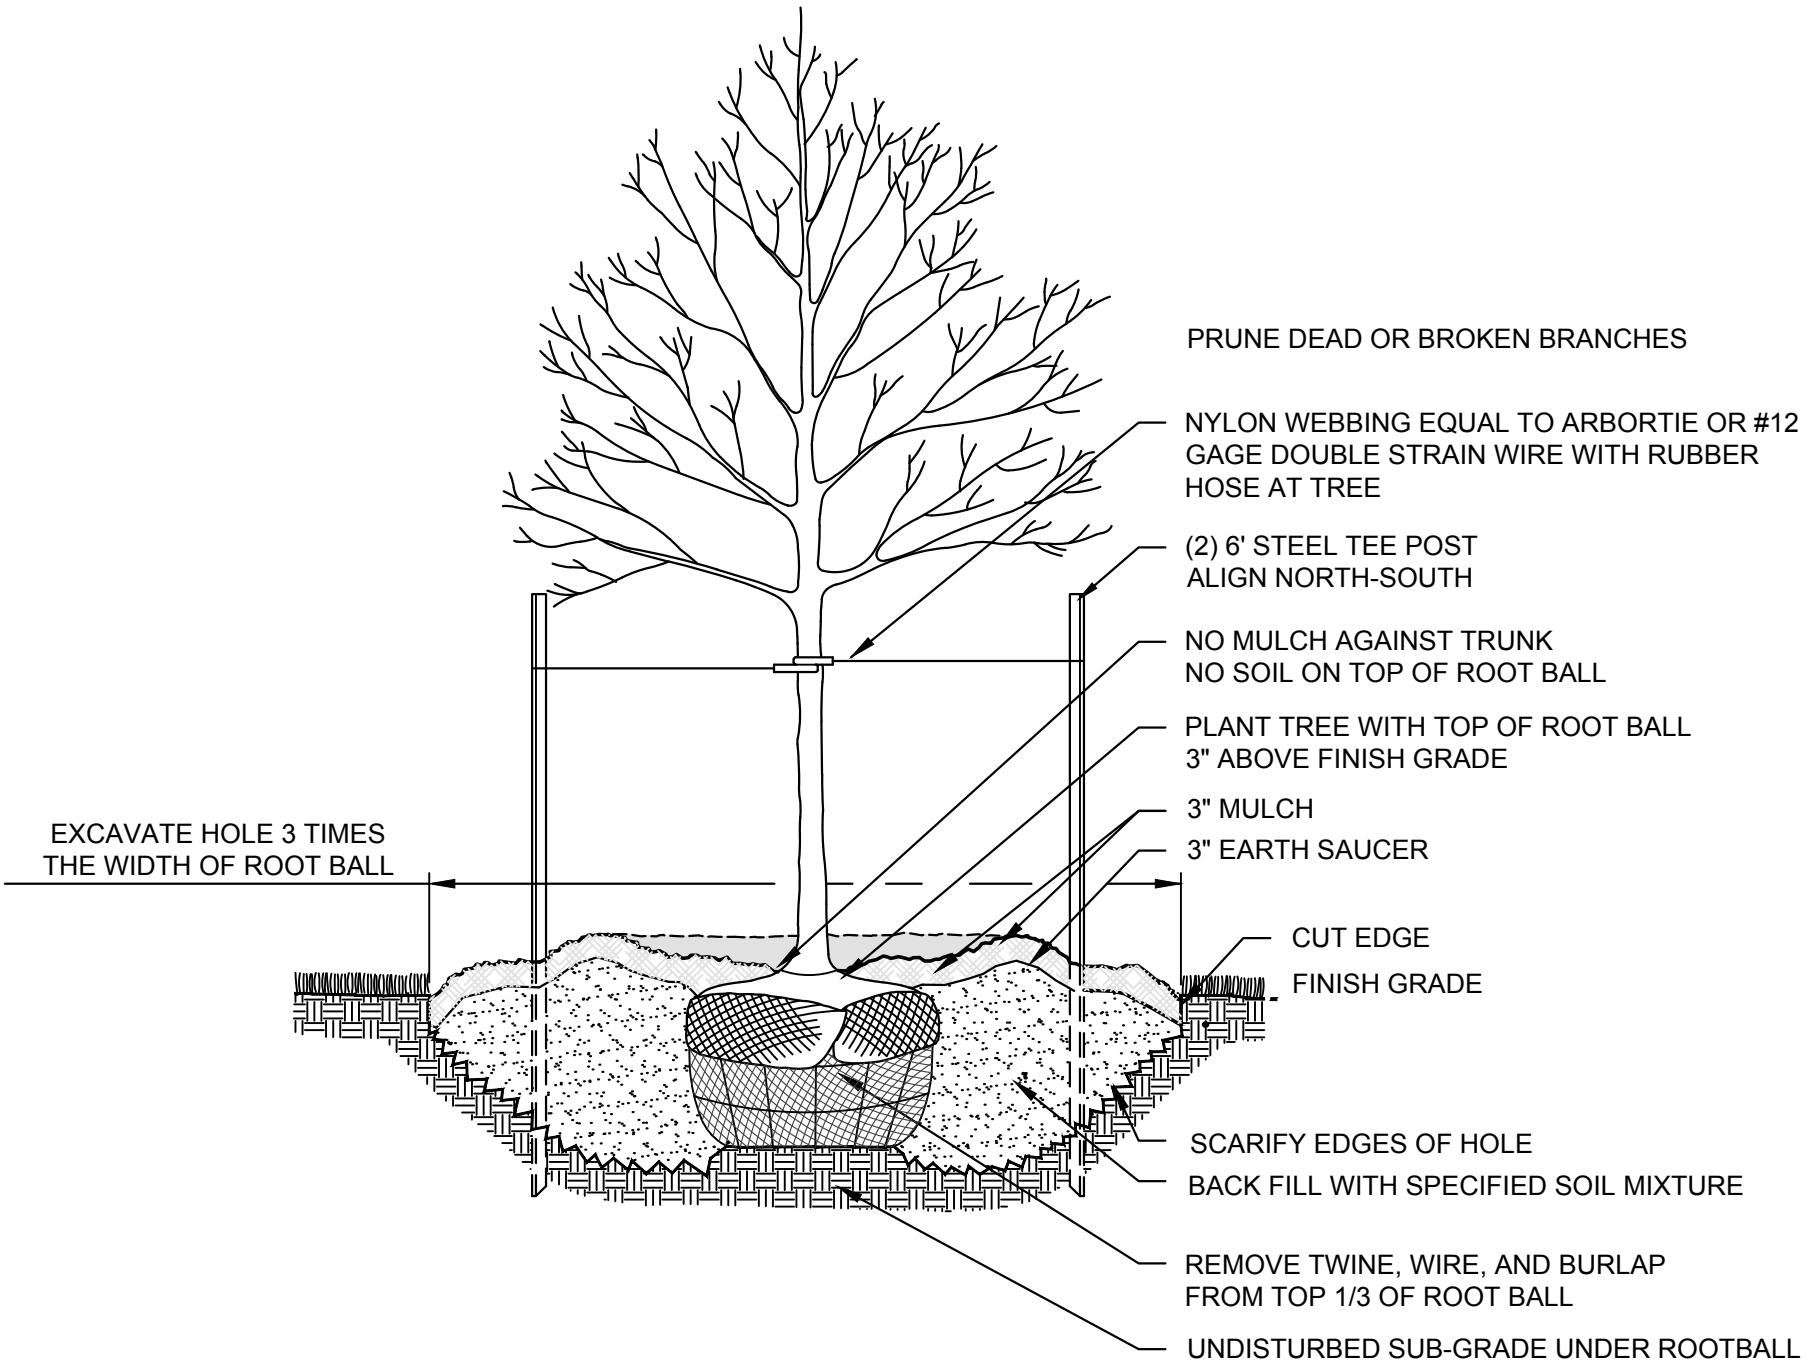 PRUNE DEAD OR BROKEN BRANCHES
NYLON WEBBING EQUAL TO ARBORTIE OR #12
GAGE DOUBLE STRAIN WIRE WITH RUBBER
HOSE AT TREE
(2) 6' STEEL TEE POST
ALIGN NORTH-SOUTH
NO MULCH AGAINST TRUNK
NO SOIL ON TOP OF ROOT BALL
PLANT TREE WITH TOP OF ROOT BALL
3" ABOVE FINISH GRADE
3" MULCH
3" EARTH SAUCER
EXCAVATE HOLE 3 TIMES
THE WIDTH OF ROOT BALL
CUT EDGE
FINISH GRADE
SCARIFY EDGES OF HOLE
BACK FILL WITH SPECIFIED SOIL MIXTURE
REMOVE TWINE, WIRE, AND BURLAP
FROM TOP 1/3 OF ROOT BALL
UNDISTURBED SUB-GRADE UNDER ROOTBALL